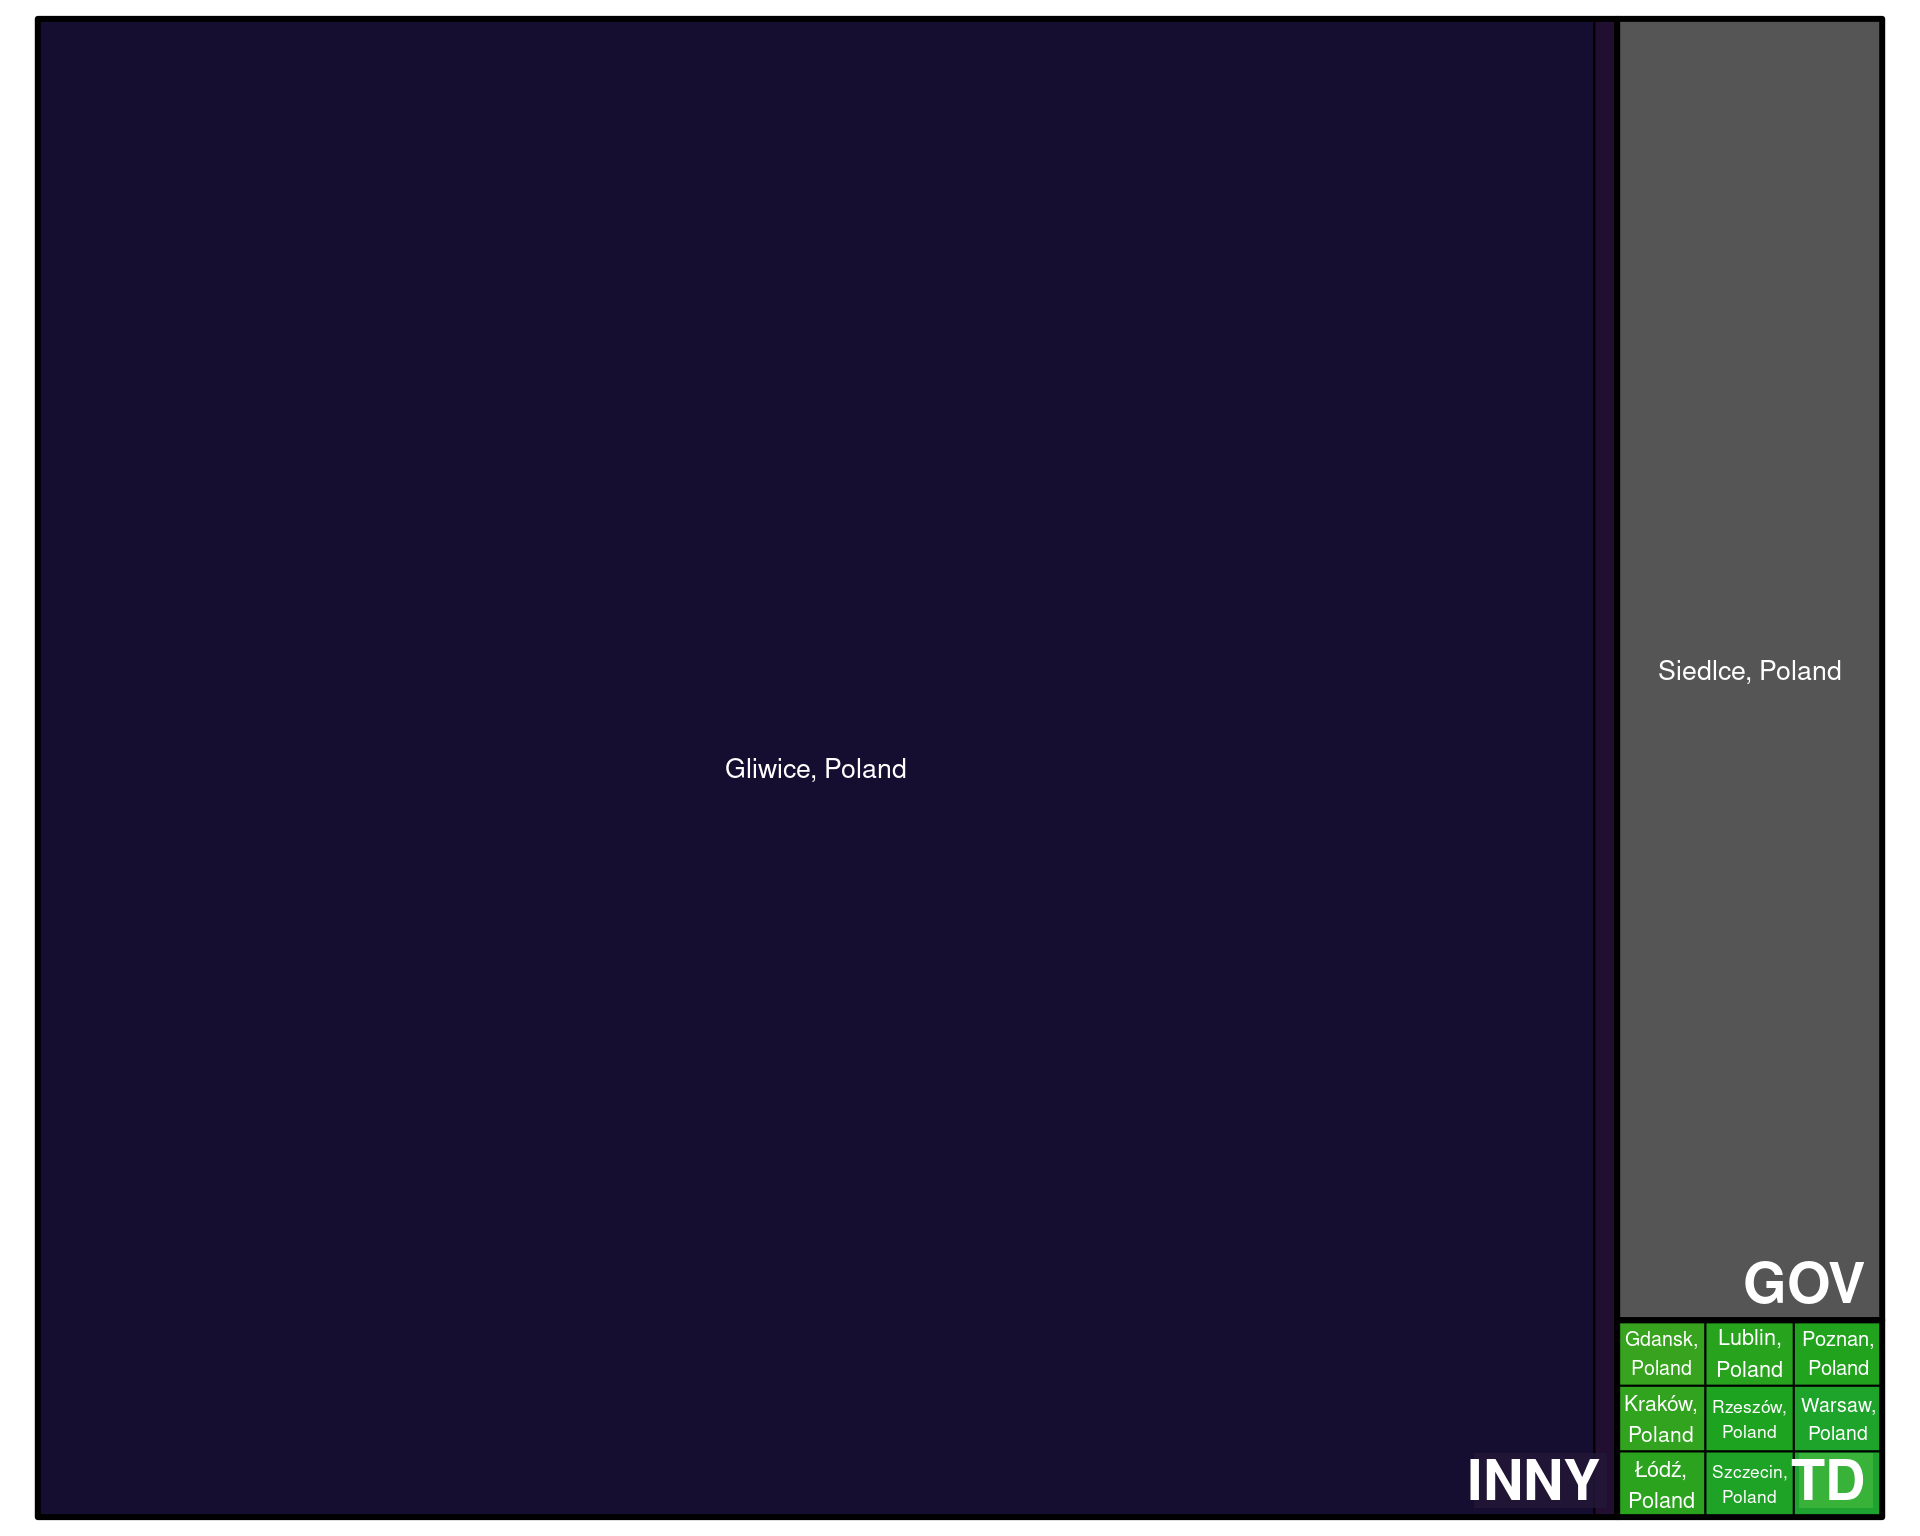 Gliwice, Poland
INNY
Siedlce, Poland
GOV
Gdansk,
Poland
Lublin,
Poland
Poznan,
Poland
Kraków,
Poland
Rzeszów,
Poland
Warsaw,
Poland
Łódź,
Poland
Szczecin,
Poland
TD